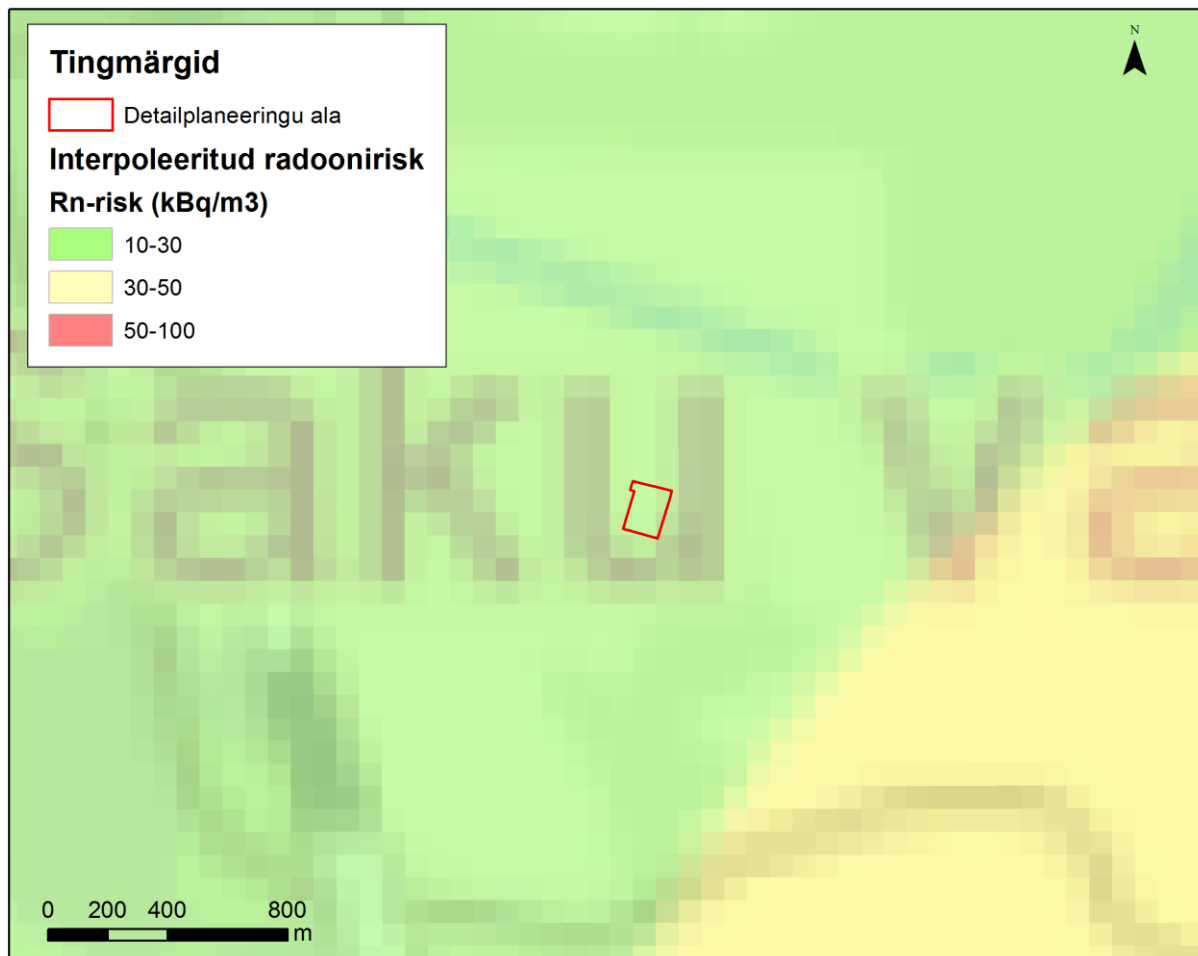 Tingmärgid
Detailplaneeringu ala
Interpoleeritud radoonirisk
Rn-risk (kBq/m3)
10-30
30-50
50-100
N
aku v
0 200 400 800
m